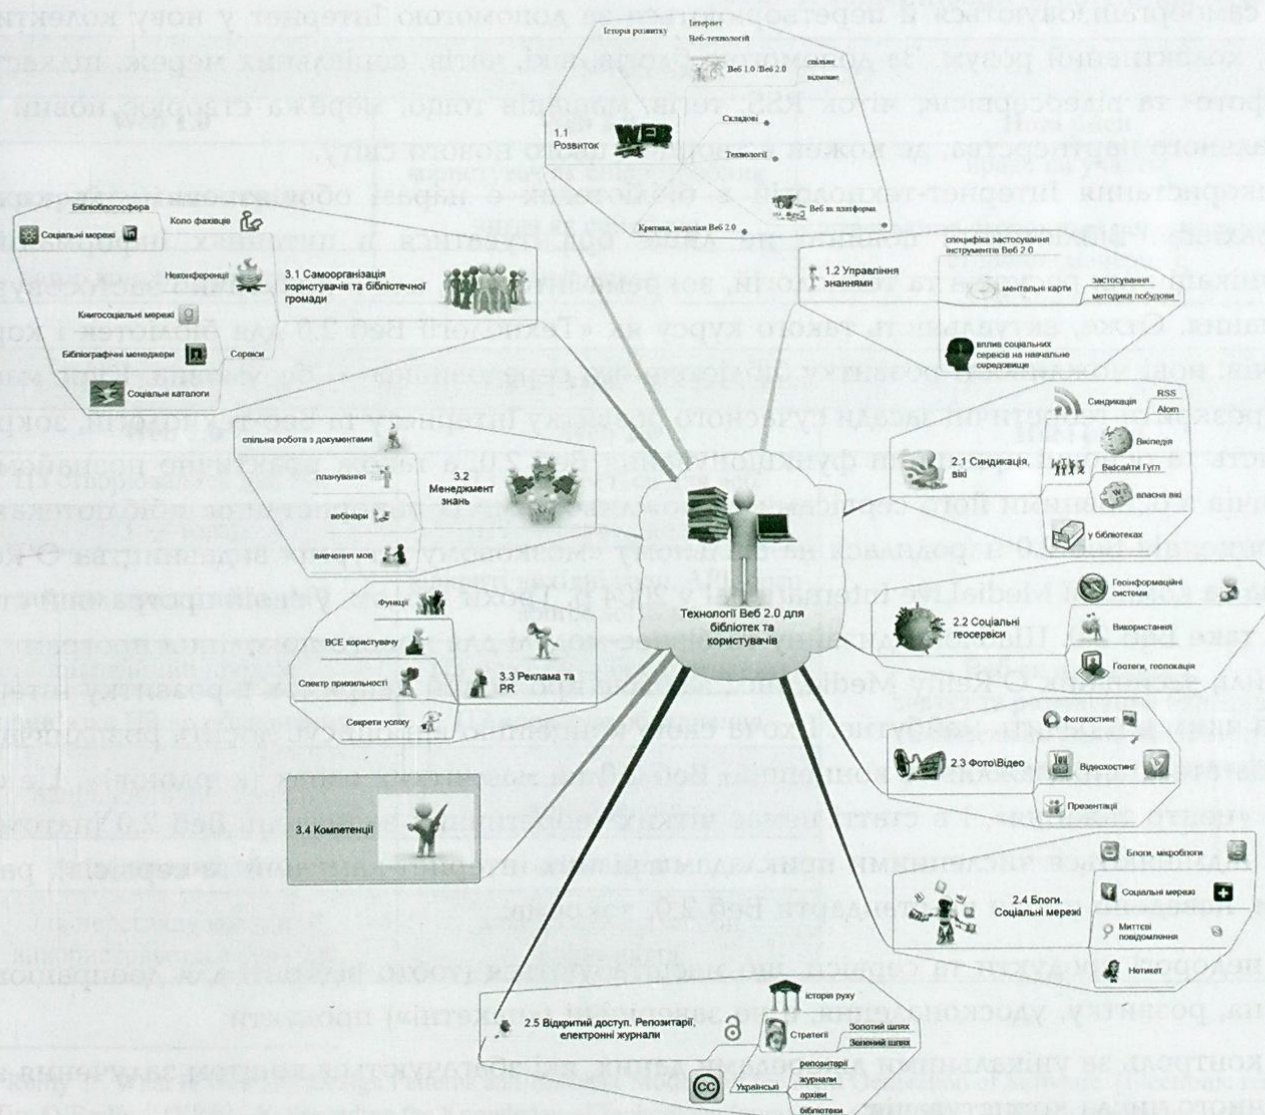 Історія розвитку
Інтернет
Веб-технологій
Веб 1.0 /Веб 2.0
1.1
Розвиток
WEB
Складові
Технології
Веб як платформа
Критика, недоліки Веб 2.0
1.2 Управління
знаннями
специфіка застосування
інструментів Веб 2.0
ментальні карти
застосування
методика побудови
вплив соціальних
сервісів на навчальне
середовище
Бібліоблогосфера
Соціальні мережі
Коло фахівців
Неконференції
3.1 Самоорганізація
користувачів та бібліотечної
громади
Книгосоціальні мережі
Бібліографічні менеджери
Сервіси
Соціальні каталоги
спільна робота з документами
планування
вебінари
вивчення мов
3.2
Менеджмент
знань
Синдикація
RSS
Atom
2.1 Синдикація,
вікі
Вікіпедія
Вебсайти Гугл
власна вікі
у бібліотеках
Технології Веб 2.0 для
бібліотек та
користувачів
Геоінформаційні
системи
2.2 Соціальні
геосервіси
Використання
Геотеги, геолокація
Функції
ВСЕ користувачу
Спектр прихильності
Секрети успіху
3.3 Реклама та
PR
Фотохостинг
2.3 Фото\Відео
Відеохостинг
Презентації
3.4 Компетенції
Блоги, мікроблоги
2.4 Блоги.
Соціальні мережі
Соціальні мережі
Миттєві
повідомлення
Нетикет
2.5 Відкритий доступ. Репозитарії,
електронні журнали
історія руху
Стратегії
Золотий шлях
Зелений шлях
CC
Українські
репозиторії
журнали
архіви
бібліотеки